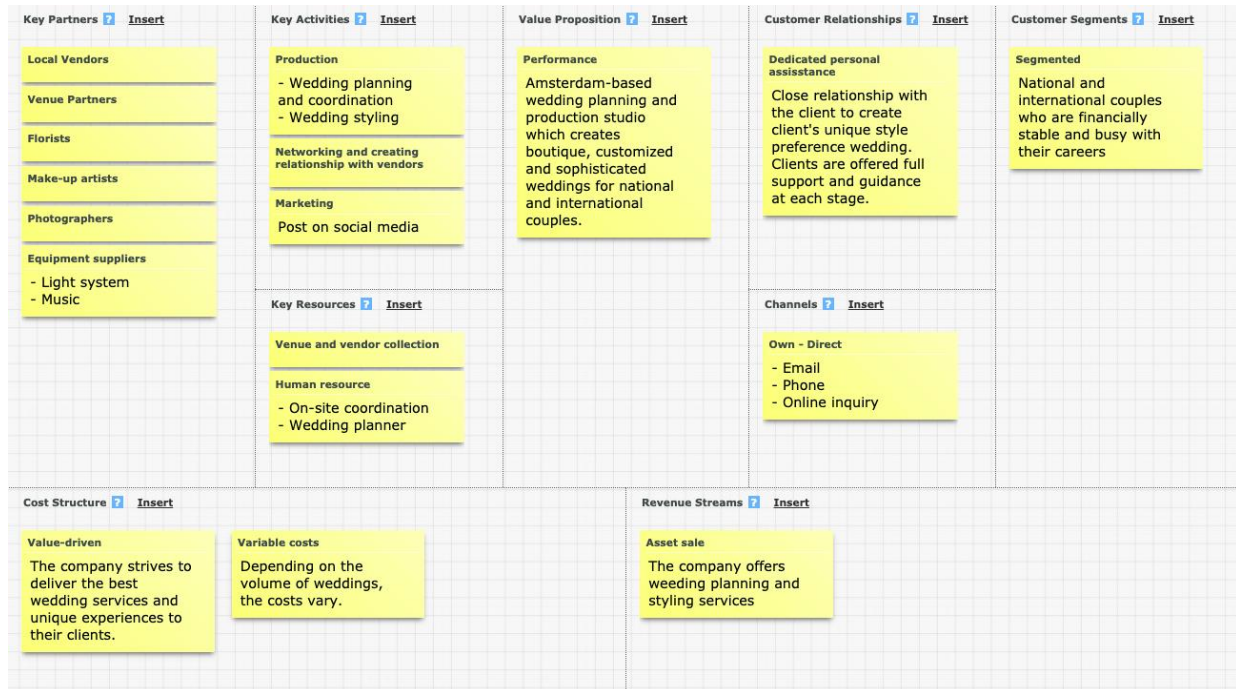 Key Partners ? Insert
Local Vendors
Venue Partners
Florists
Make-up artists
Photographers
Equipment suppliers
- Light system
- Music
Key Activities ? Insert
Production
- Wedding planning
and coordination
- Wedding styling
Networking and creating
relationship with vendors
Marketing
Post on social media
Key Resources ? Insert
Venue and vendor collection
Human resource
- On-site coordination
- Wedding planner
Value Proposition ? Insert
Performance
Amsterdam-based
wedding planning and
production studio
which creates
boutique, customized
and sophisticated
weddings for national
and international
couples.
Customer Relationships ? Insert
Dedicated personal
assisstance
Close relationship with
the client to create
client's unique style
preference wedding.
Clients are offered full
support and guidance
at each stage.
Channels ? Insert
Own - Direct
- Email
- Phone
- Online inquiry
Customer Segments ? Insert
Segmented
National and
international couples
who are financially
stable and busy with
their careers
Cost Structure ? Insert
Value-driven
The company strives to
deliver the best
wedding services and
unique experiences to
their clients.
Variable costs
Depending on the
volume of weddings,
the costs vary.
Revenue Streams ? Insert
Asset sale
The company offers
weeding planning and
styling services